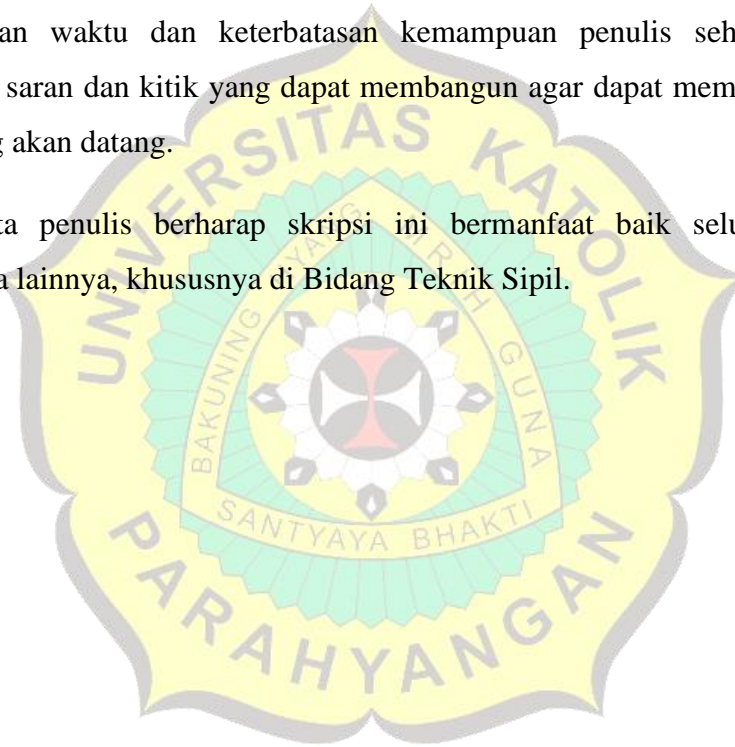 an waktu dan keterbatasan kemampuan penulis seh
saran dan kitik yang dapat membangun agar dapat mem
g akan datang.
ta penulis berharap skripsi ini bermanfaat baik selu
a lainnya, khususnya di Bidang Teknik Sipil.
UNIVERSITAS KATOLIK
BAKUNING HYANG MRIH GUNA
SANTYAYA BHAKTI
PARAHYANGAN